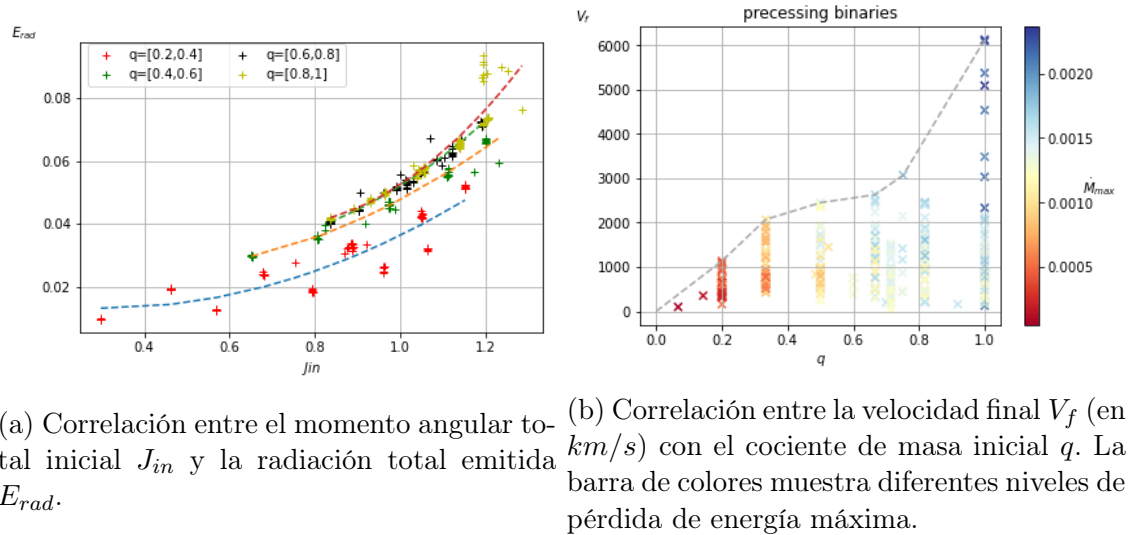 E_rad
q=[0.2,0.4]
q=[0.4,0.6]
q=[0.6,0.8]
q=[0.8,1]
0.08
0.06
0.04
0.02
0.4
0.6
0.8
1.0
1.2
Jin
V_f
precessing binaries
6000
5000
4000
3000
2000
1000
0
0.0
0.2
0.4
0.6
0.8
1.0
q
0.0020
0.0015
0.0010
0.0005
Ṁ_max
(a) Correlación entre el momento angular to-
tal inicial J_in y la radiación total emitida
E_rad.
(b) Correlación entre la velocidad final V_f (en
km/s) con el cociente de masa inicial q. La
barra de colores muestra diferentes niveles de
pérdida de energía máxima.